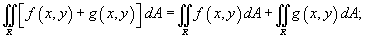 ∬_R [f(x,y)+g(x,y)]dA = ∬_R f(x,y)dA + ∬_R g(x,y)dA;